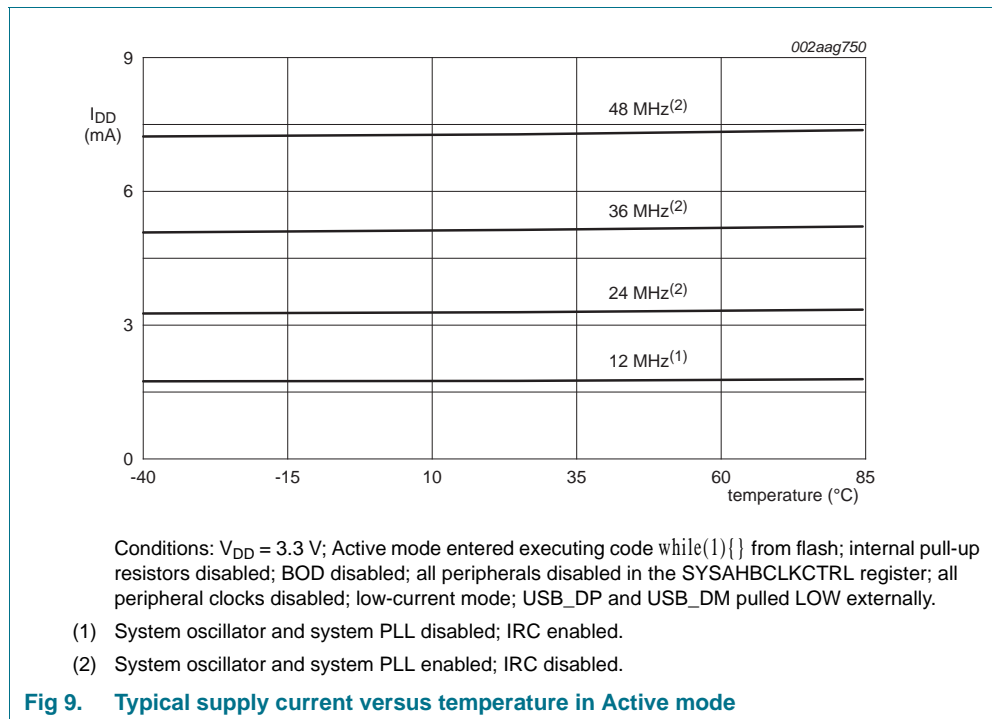 002aag750
9
I_DD
(mA)
48 MHz(2)
6
36 MHz(2)
24 MHz(2)
3
12 MHz(1)
0
-40 -15 10 35 60 85
temperature (°C)
Conditions: V_DD = 3.3 V; Active mode entered executing code while(1){} from flash; internal pull-up
resistors disabled; BOD disabled; all peripherals disabled in the SYSAHBCLKCTRL register; all
peripheral clocks disabled; low-current mode; USB_DP and USB_DM pulled LOW externally.
(1) System oscillator and system PLL disabled; IRC enabled.
(2) System oscillator and system PLL enabled; IRC disabled.
Fig 9. Typical supply current versus temperature in Active mode